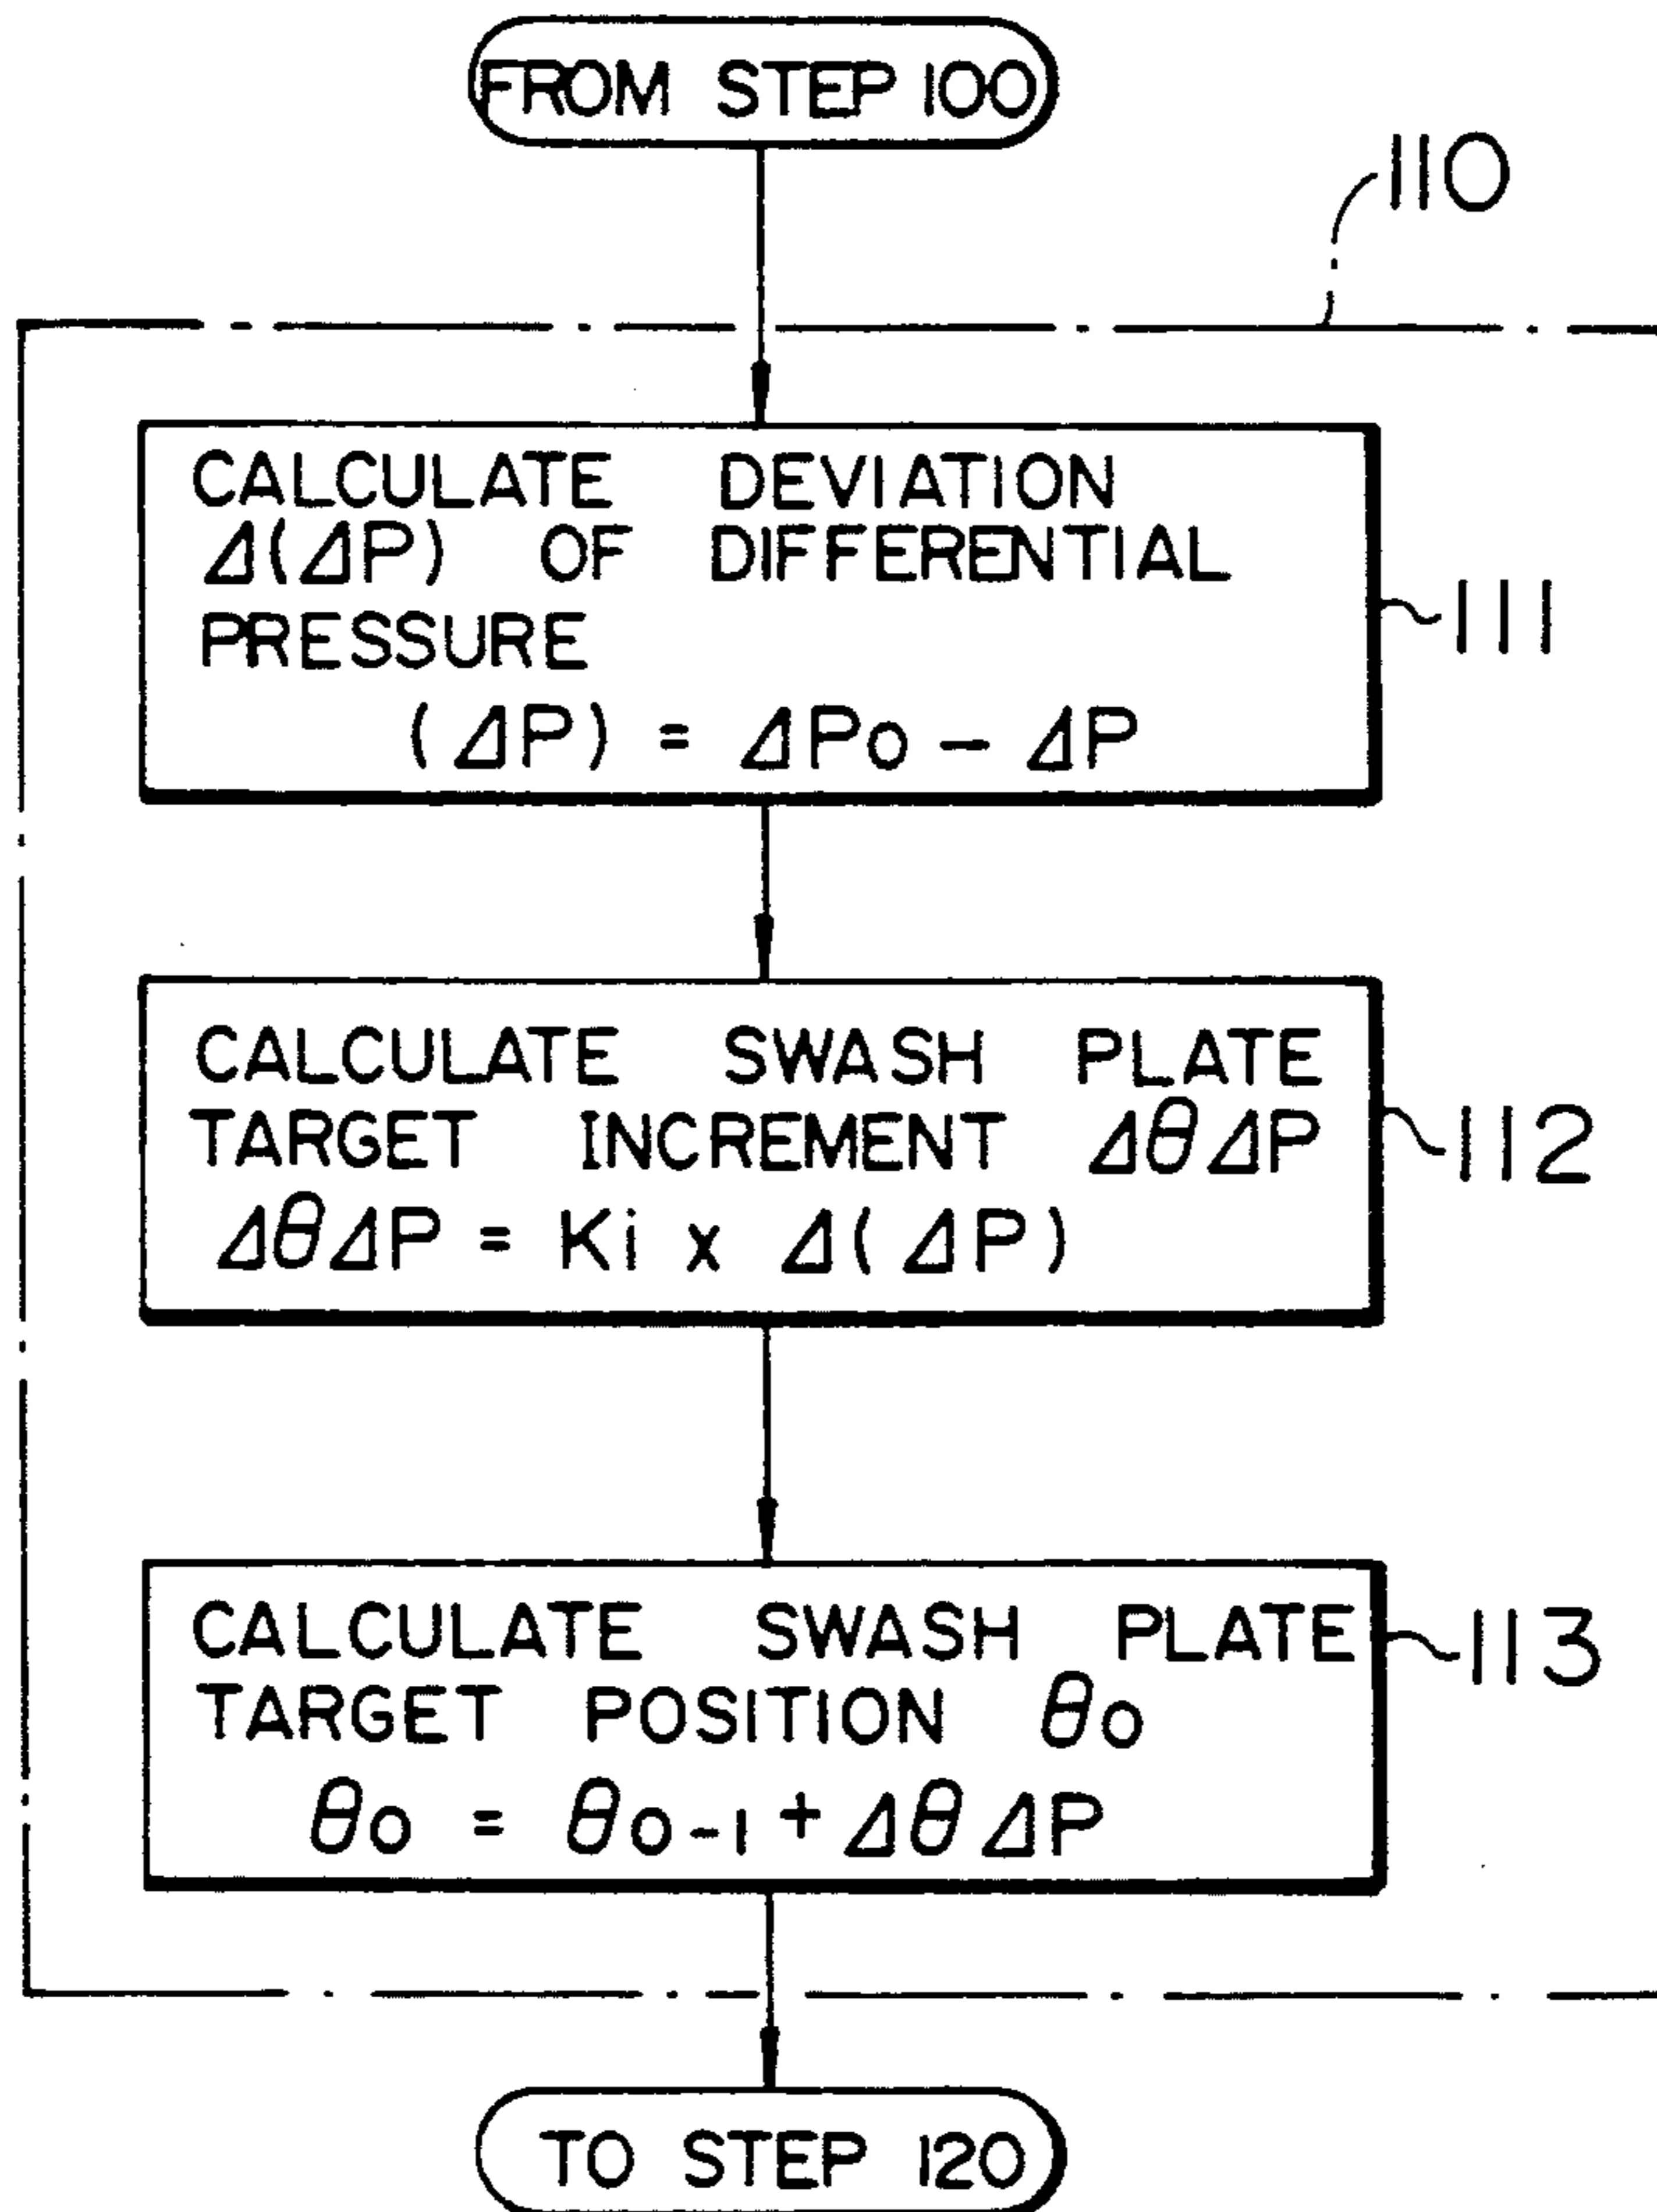 FROM STEP 100
110
CALCULATE DEVIATION
Δ(ΔP) OF DIFFERENTIAL
PRESSURE
(ΔP) = ΔPo - ΔP
111
CALCULATE SWASH PLATE
TARGET INCREMENT ΔθΔP
ΔθΔP = Ki x Δ(ΔP)
112
CALCULATE SWASH PLATE
TARGET POSITION θo
θo = θo-1 + ΔθΔP
113
TO STEP 120